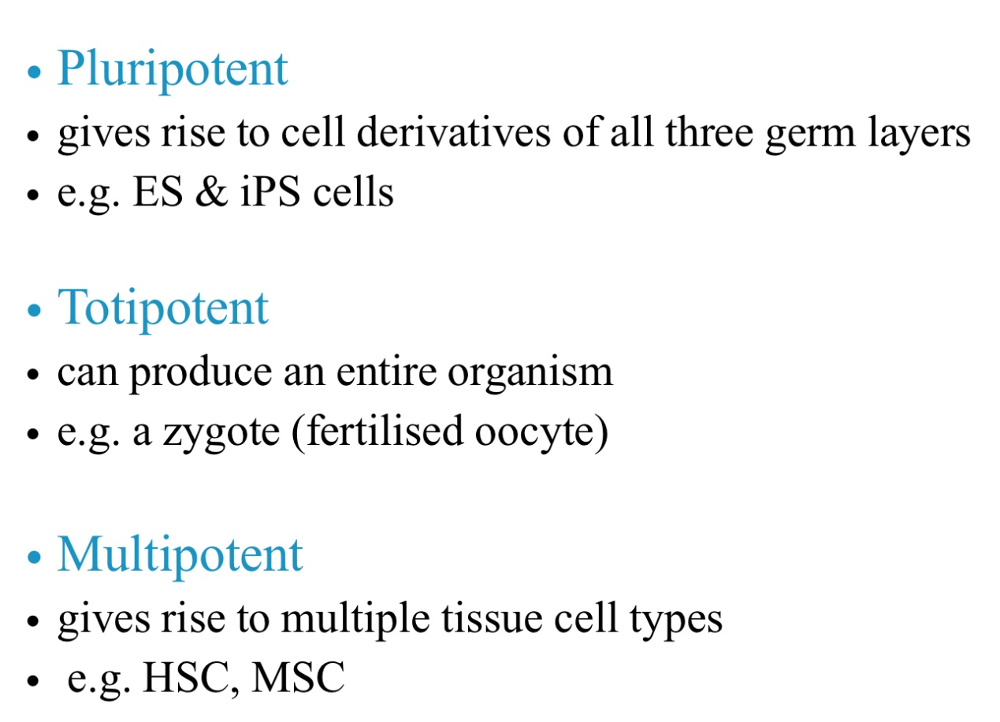 • Pluripotent
• gives rise to cell derivatives of all three germ layers
• e.g. ES & iPS cells
• Totipotent
• can produce an entire organism
• e.g. a zygote (fertilised oocyte)
• Multipotent
• gives rise to multiple tissue cell types
• e.g. HSC, MSC